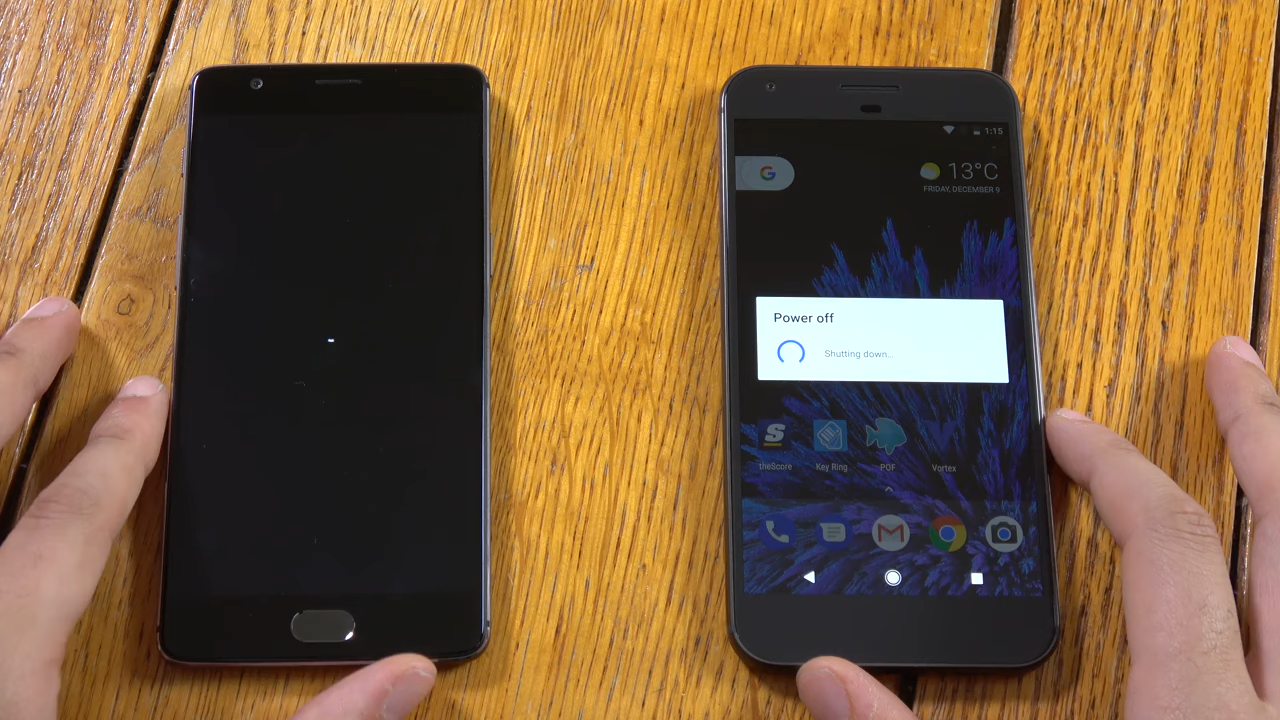 1:15
G
13°C
FRIDAY, DECEMBER 9
Power off
Shutting down..
S
theScore
Key Ring
POF
Vortex